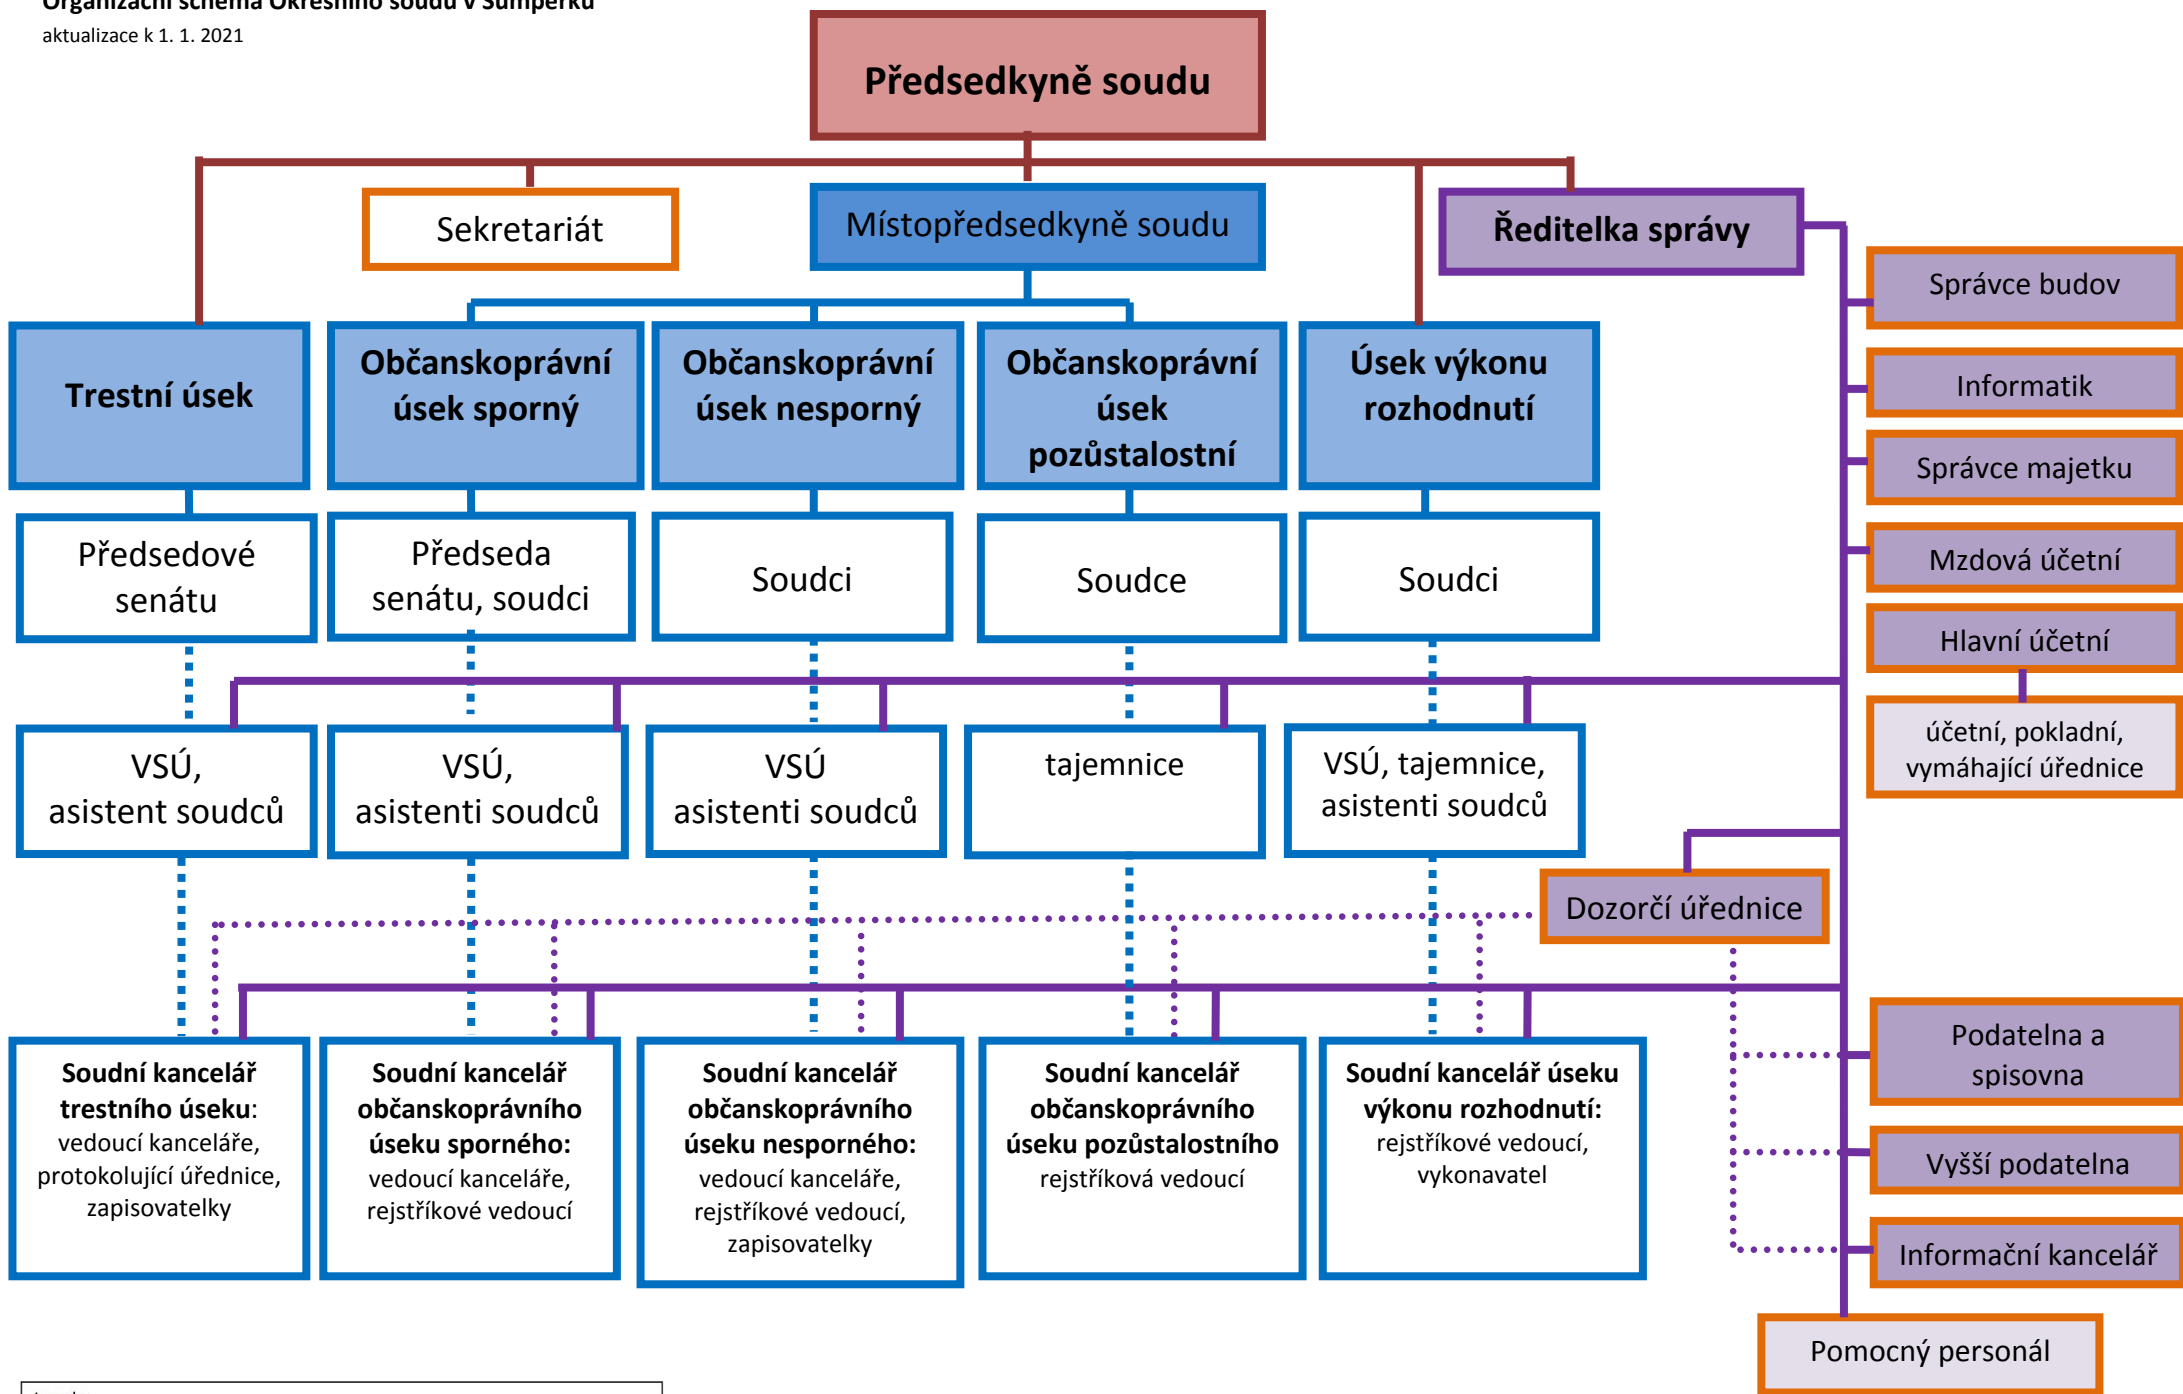 Organizační schéma Okresního soudu v Šumperku
aktualizace k 1. 1. 2021
Předsedkyně soudu
Sekretariát
Místopředsedkyně soudu
Ředitelka správy
Správce budov
Informatik
Správce majetku
Mzdová účetní
Hlavní účetní
účetní, pokladní,
vymáhající úřednice
Trestní úsek
Občanskoprávní
úsek sporný
Občanskoprávní
úsek nesporný
Občanskoprávní
úsek
pozůstalostní
Úsek výkonu
rozhodnutí
Předsedové
senátu
Předseda
senátu, soudci
Soudci
Soudce
Soudci
VSÚ,
asistent soudců
VSÚ,
asistenti soudců
VSÚ
asistenti soudců
tajemnice
VSÚ, tajemnice,
asistenti soudců
Dozorčí úřednice
Soudní kancelář
trestního úseku:
vedoucí kanceláře,
protokolující úřednice,
zapisovatelky
Soudní kancelář
občanskoprávního
úseku sporného:
vedoucí kanceláře,
rejstříkové vedoucí
Soudní kancelář
občanskoprávního
úseku nesporného:
vedoucí kanceláře,
rejstříkové vedoucí,
zapisovatelky
Soudní kancelář
občanskoprávního
úseku pozůstalostního
rejstříková vedoucí
Soudní kancelář úseku
výkonu rozhodnutí:
rejstříkové vedoucí,
vykonavatel
Podatelna a
spisovna
Vyšší podatelna
Informační kancelář
Pomocný personál